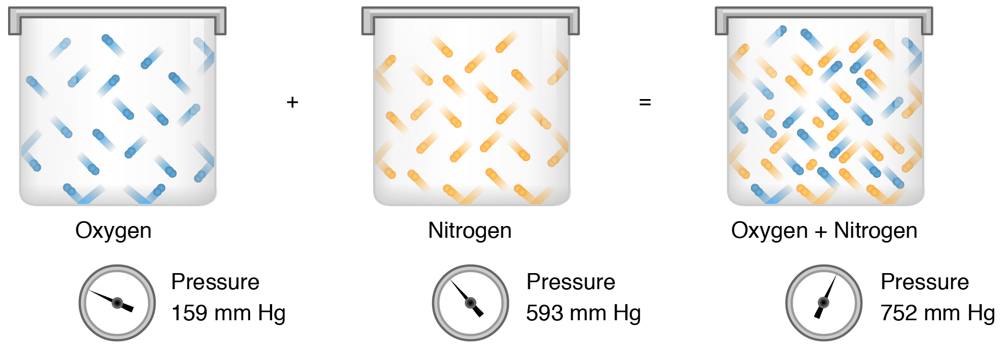 +
=
Oxygen
Nitrogen
Oxygen + Nitrogen
Pressure
159 mm Hg
Pressure
593 mm Hg
Pressure
752 mm Hg